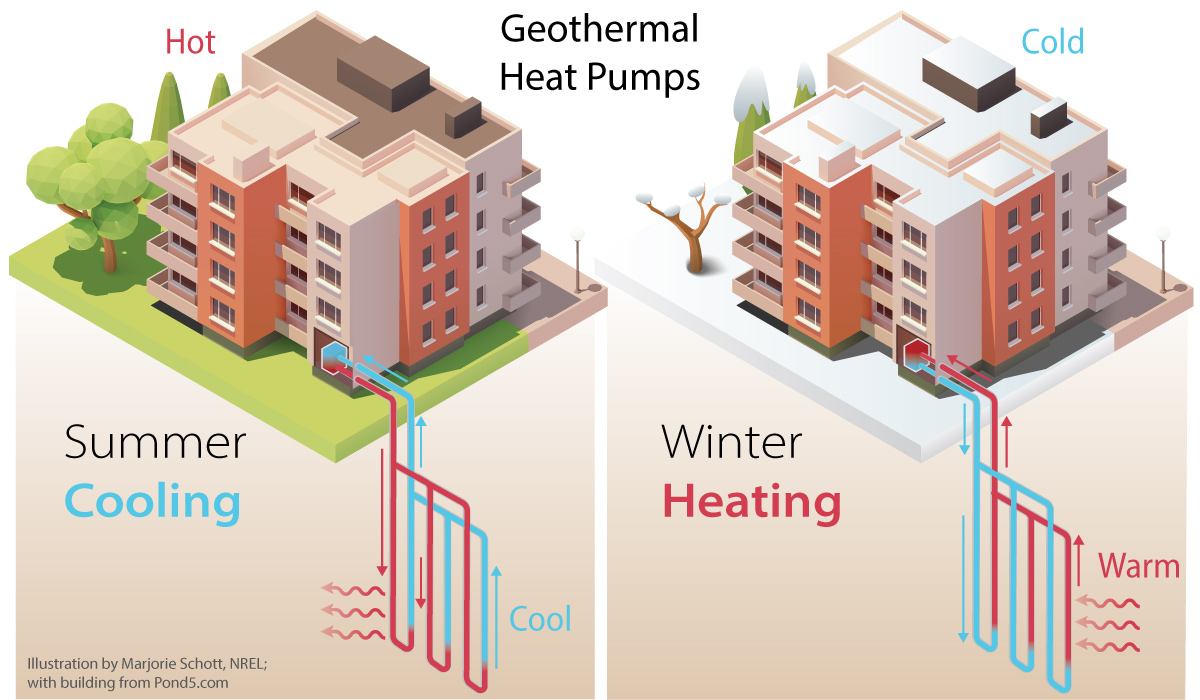 Geothermal
Heat Pumps
Hot
Cold
Summer
Cooling
Cool
Winter
Heating
Warm
Illustration by Marjorie Schott, NREL;
with building from Pond5.com